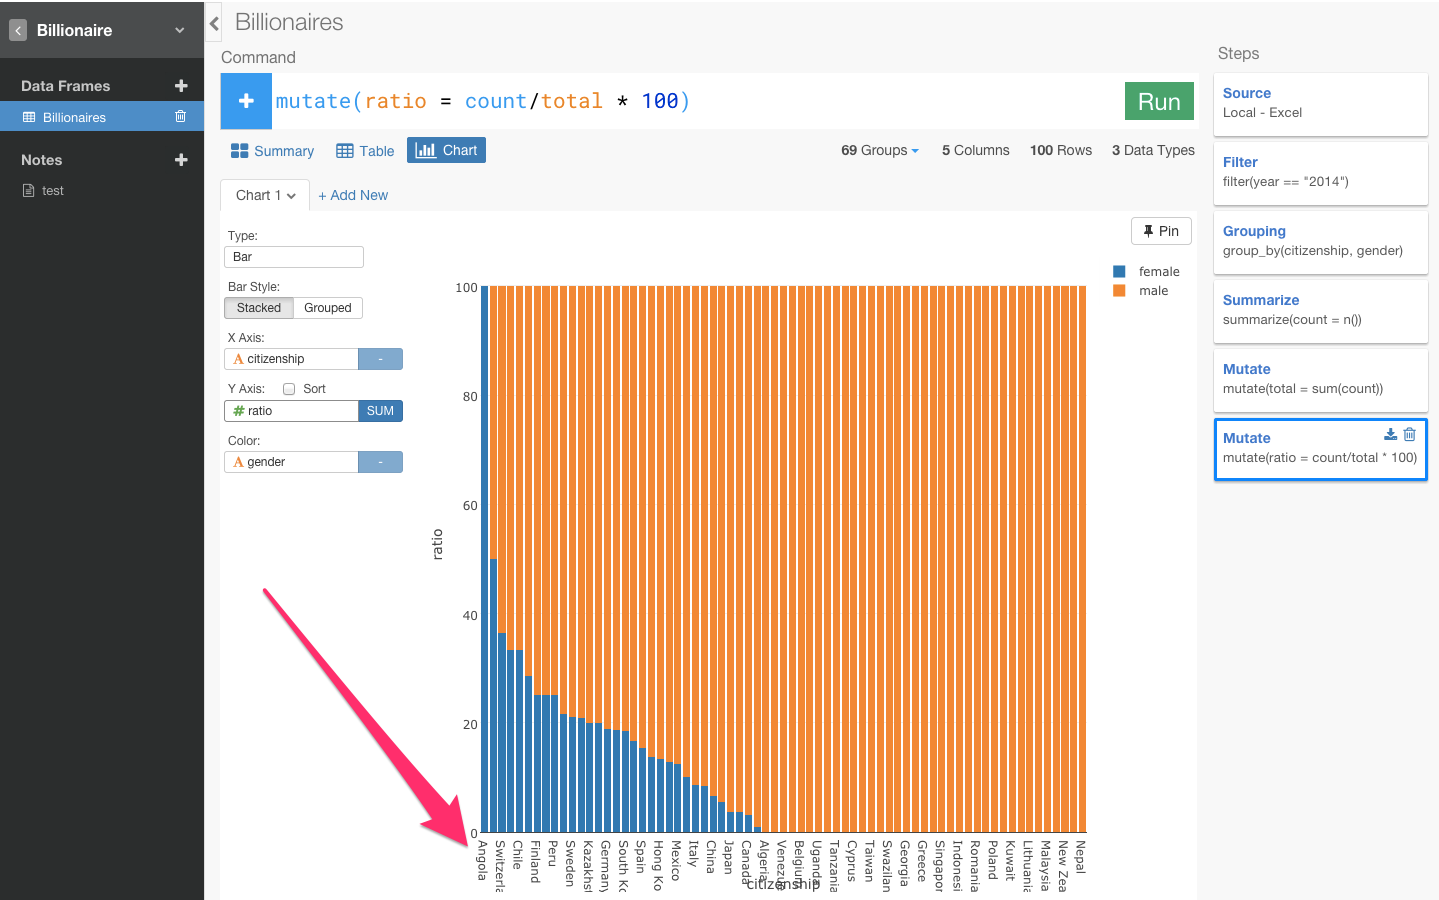 Billionaire
Data Frames
Billionaires
Notes
test
Billionaires
Command
mutate(ratio = count/total * 100)
Run
Summary
Table
Chart
69 Groups
5 Columns
100 Rows
3 Data Types
Chart 1
+ Add New
Pin
Type:
Bar
Bar Style:
Stacked
Grouped
X Axis:
A citizenship
-
Y Axis:
Sort
# ratio
SUM
Color:
A gender
-
female
male
100
80
60
40
20
0
ratio
Angola
Switzerla
Chile
Finland
Peru
Sweden
Kazakhst
Germany
South Ko
Spain
Hong Ko
Mexico
Italy
China
Japan
Canada
Algeria
Venezue
Belgium
Uganda
Tanzania
Cyprus
Taiwan
Swazilan
Georgia
Greece
Singapor
Indonesi
Romania
Poland
Kuwait
Lithuania
Malaysia
New Zea
Nepal
citizenship
Steps
Source
Local - Excel
Filter
filter(year == "2014")
Grouping
group_by(citizenship, gender)
Summarize
summarize(count = n())
Mutate
mutate(total = sum(count))
Mutate
mutate(ratio = count/total * 100)